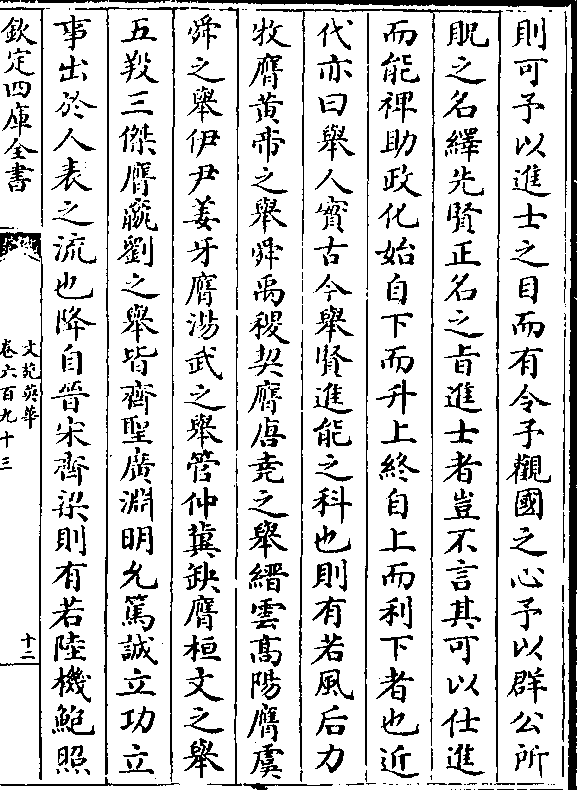 則可予以進士之目而有令予觀國之心予以群公所
貺之名繹先賢正名之旨進士者豈不言其可以仕進
而能裨助政化始自下而升上終自上而利下者也近
代亦曰舉人實古今舉賢進能之科也則有若風后力
牧膺黄帝之舉舜禹稷契膺唐堯之舉縉雲髙陽膺虞
舜之舉伊尹姜牙膺湯武之舉管仲冀缺膺桓文之舉
五羖三傑膺嬴劉之舉皆齊聖廣淵明允篤誠立功立
事出於人表之流也降自晉宋齊梁則有若陸機鮑照
欽定四庫全書
文苑英華
卷六百九十三
十二